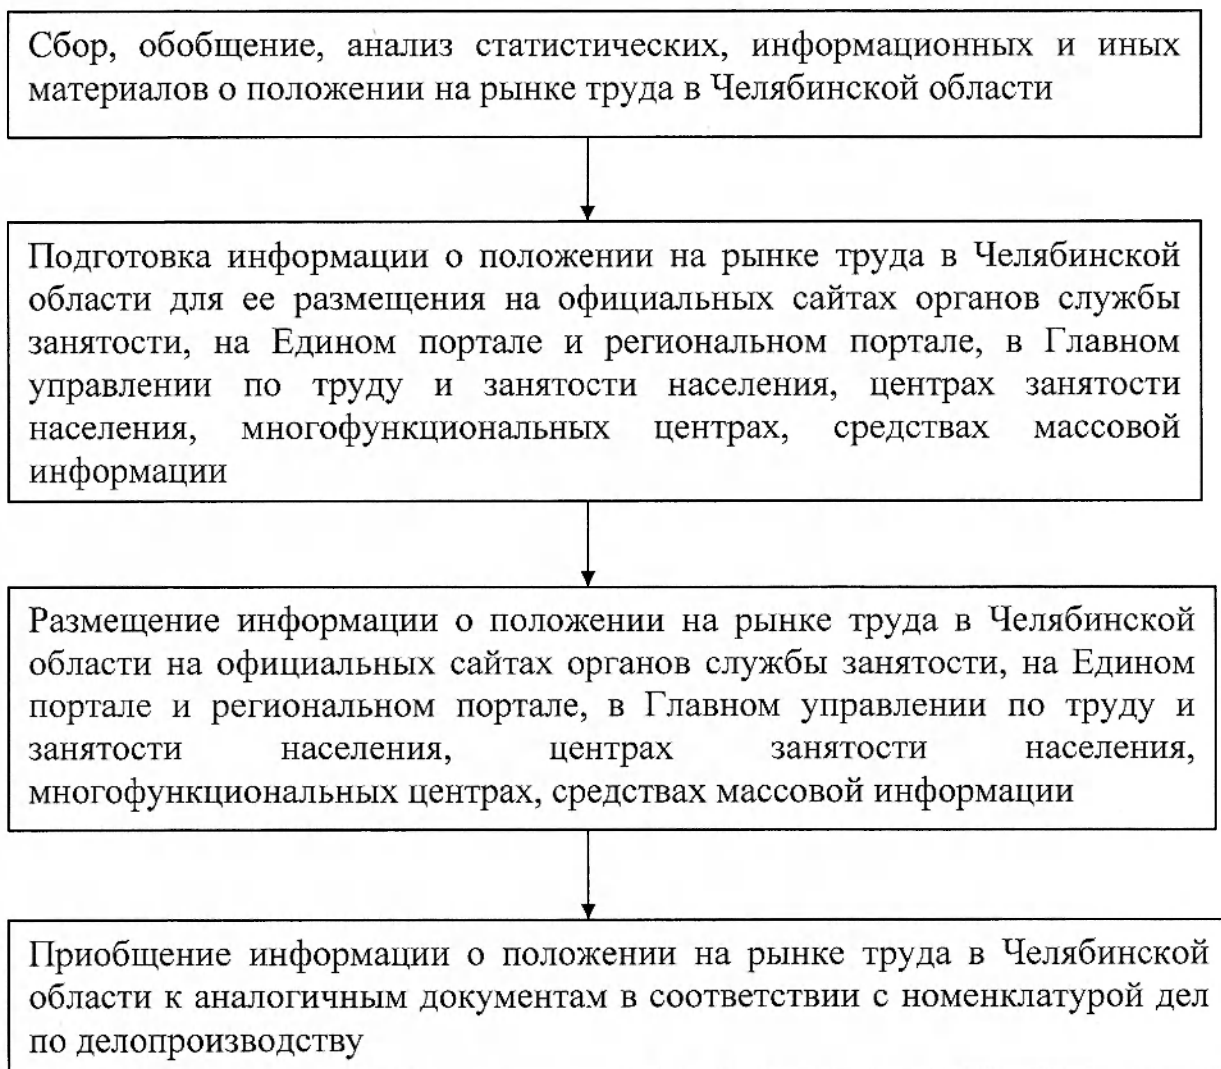 Сбор, обобщение, анализ статистических, информационных и иных
материалов о положении на рынке труда в Челябинской области
Подготовка информации о положении на рынке труда в Челябинской
области для ее размещения на официальных сайтах органов службы
занятости, на Едином портале и региональном портале, в Главном
управлении по труду и занятости населения, центрах занятости
населения, многофункциональных центрах, средствах массовой
информации
Размещение информации о положении на рынке труда в Челябинской
области на официальных сайтах органов службы занятости, на Едином
портале и региональном портале, в Главном управлении по труду и
занятости населения, центрах занятости населения,
многофункциональных центрах, средствах массовой информации
Приобщение информации о положении на рынке труда в Челябинской
области к аналогичным документам в соответствии с номенклатурой дел
по делопроизводству